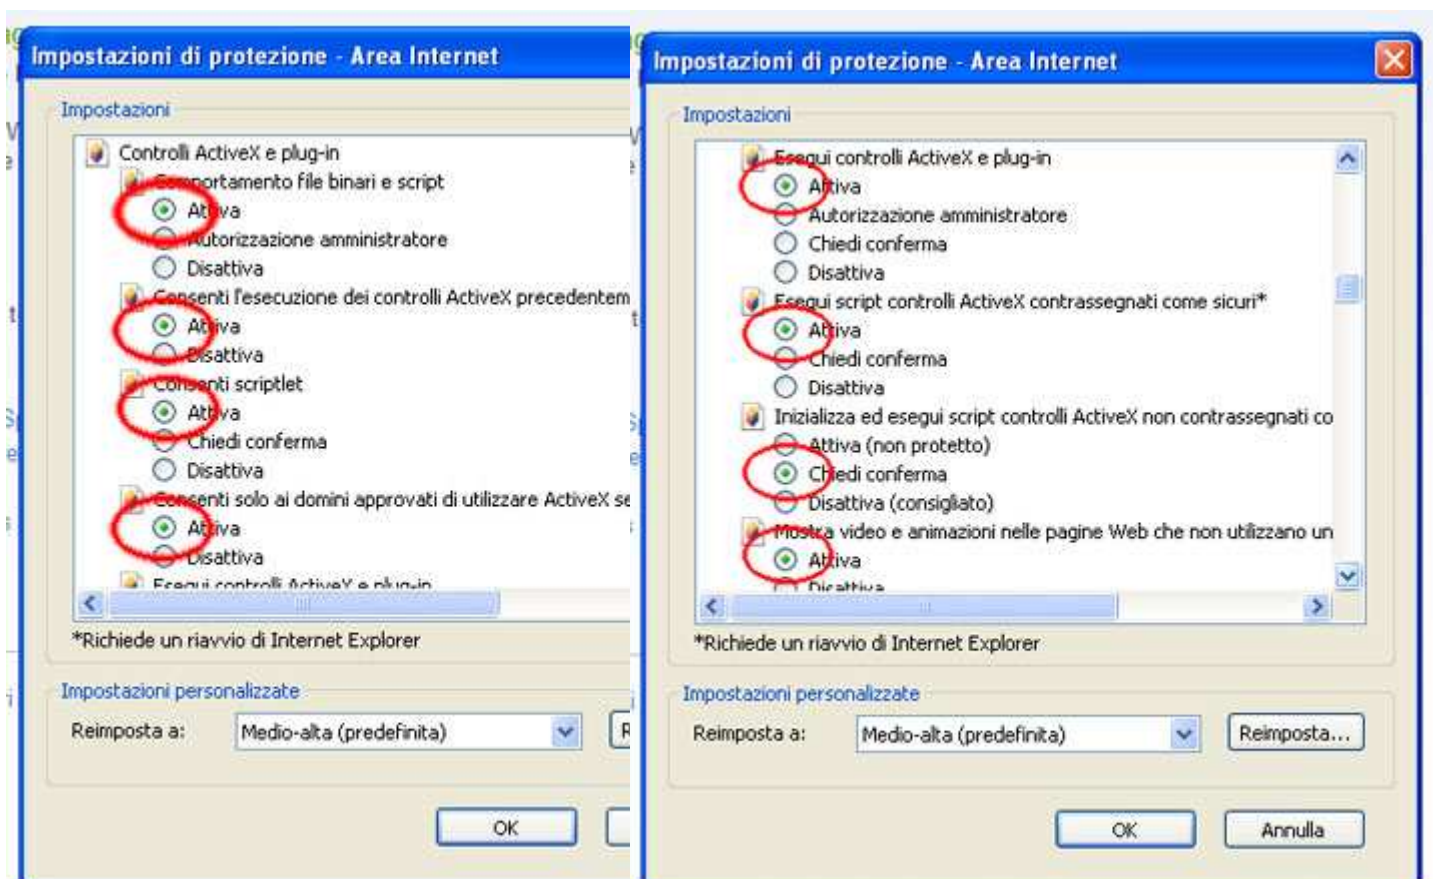 Impostazioni di protezione - Area Internet
Impostazioni
Controlli ActiveX e plug-in
Comportamento file binari e script
Attiva
Autorizzazione amministratore
Disattiva
Consenti l'esecuzione dei controlli ActiveX precedentem
Attiva
Disattiva
Consenti scriptlet
Attiva
Chiedi conferma
Disattiva
Consenti solo ai domini approvati di utilizzare ActiveX se
Attiva
Disattiva
Esegui controlli ActiveX e plug-in
*Richiede un riavvio di Internet Explorer
Impostazioni personalizzate
Reimposta a:
Medio-alta (predefinita)
R
OK
Impostazioni di protezione - Area Internet
Impostazioni
Esegui controlli ActiveX e plug-in
Attiva
Autorizzazione amministratore
Chiedi conferma
Disattiva
Esegui script controlli ActiveX contrassegnati come sicuri*
Attiva
Chiedi conferma
Disattiva
Inizializza ed esegui script controlli ActiveX non contrassegnati co
Attiva (non protetto)
Chiedi conferma
Disattiva (consigliato)
Mostra video e animazioni nelle pagine Web che non utilizzano un
Attiva
Disattiva
*Richiede un riavvio di Internet Explorer
Impostazioni personalizzate
Reimposta a:
Medio-alta (predefinita)
Reimposta...
OK
Annulla